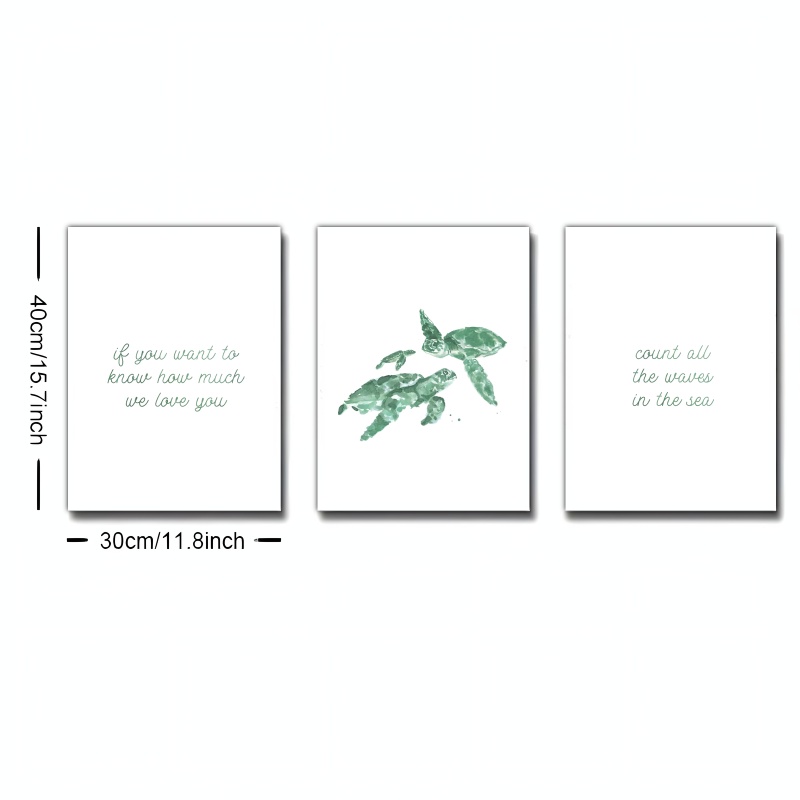 if you want to
know how much
we love you
count all
the waves
in the sea
40cm/15.7inch
30cm/11.8inch